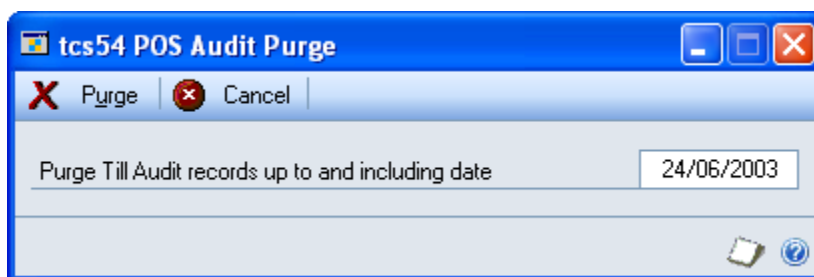 tcs54 POS Audit Purge
Purge Cancel
Purge Till Audit records up to and including date 24/06/2003